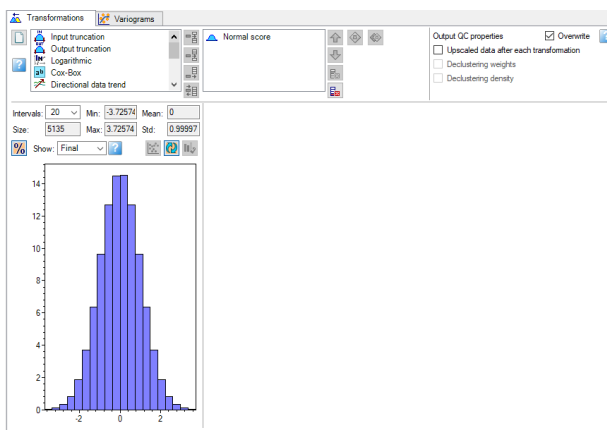 Transformations Variograms
Input truncation
Output truncation
Logarithmic
Cox-Box
Directional data trend
Normal score
Output QC properties Overwrite
Upscaled data after each transformation
Declustering weights
Declustering density
Intervals: 20 Min: -3.72574 Mean: 0
Size: 5135 Max: 3.72574 Std: 0.99997
% Show: Final
14
12
10
8
6
4
2
0
-2 0 2